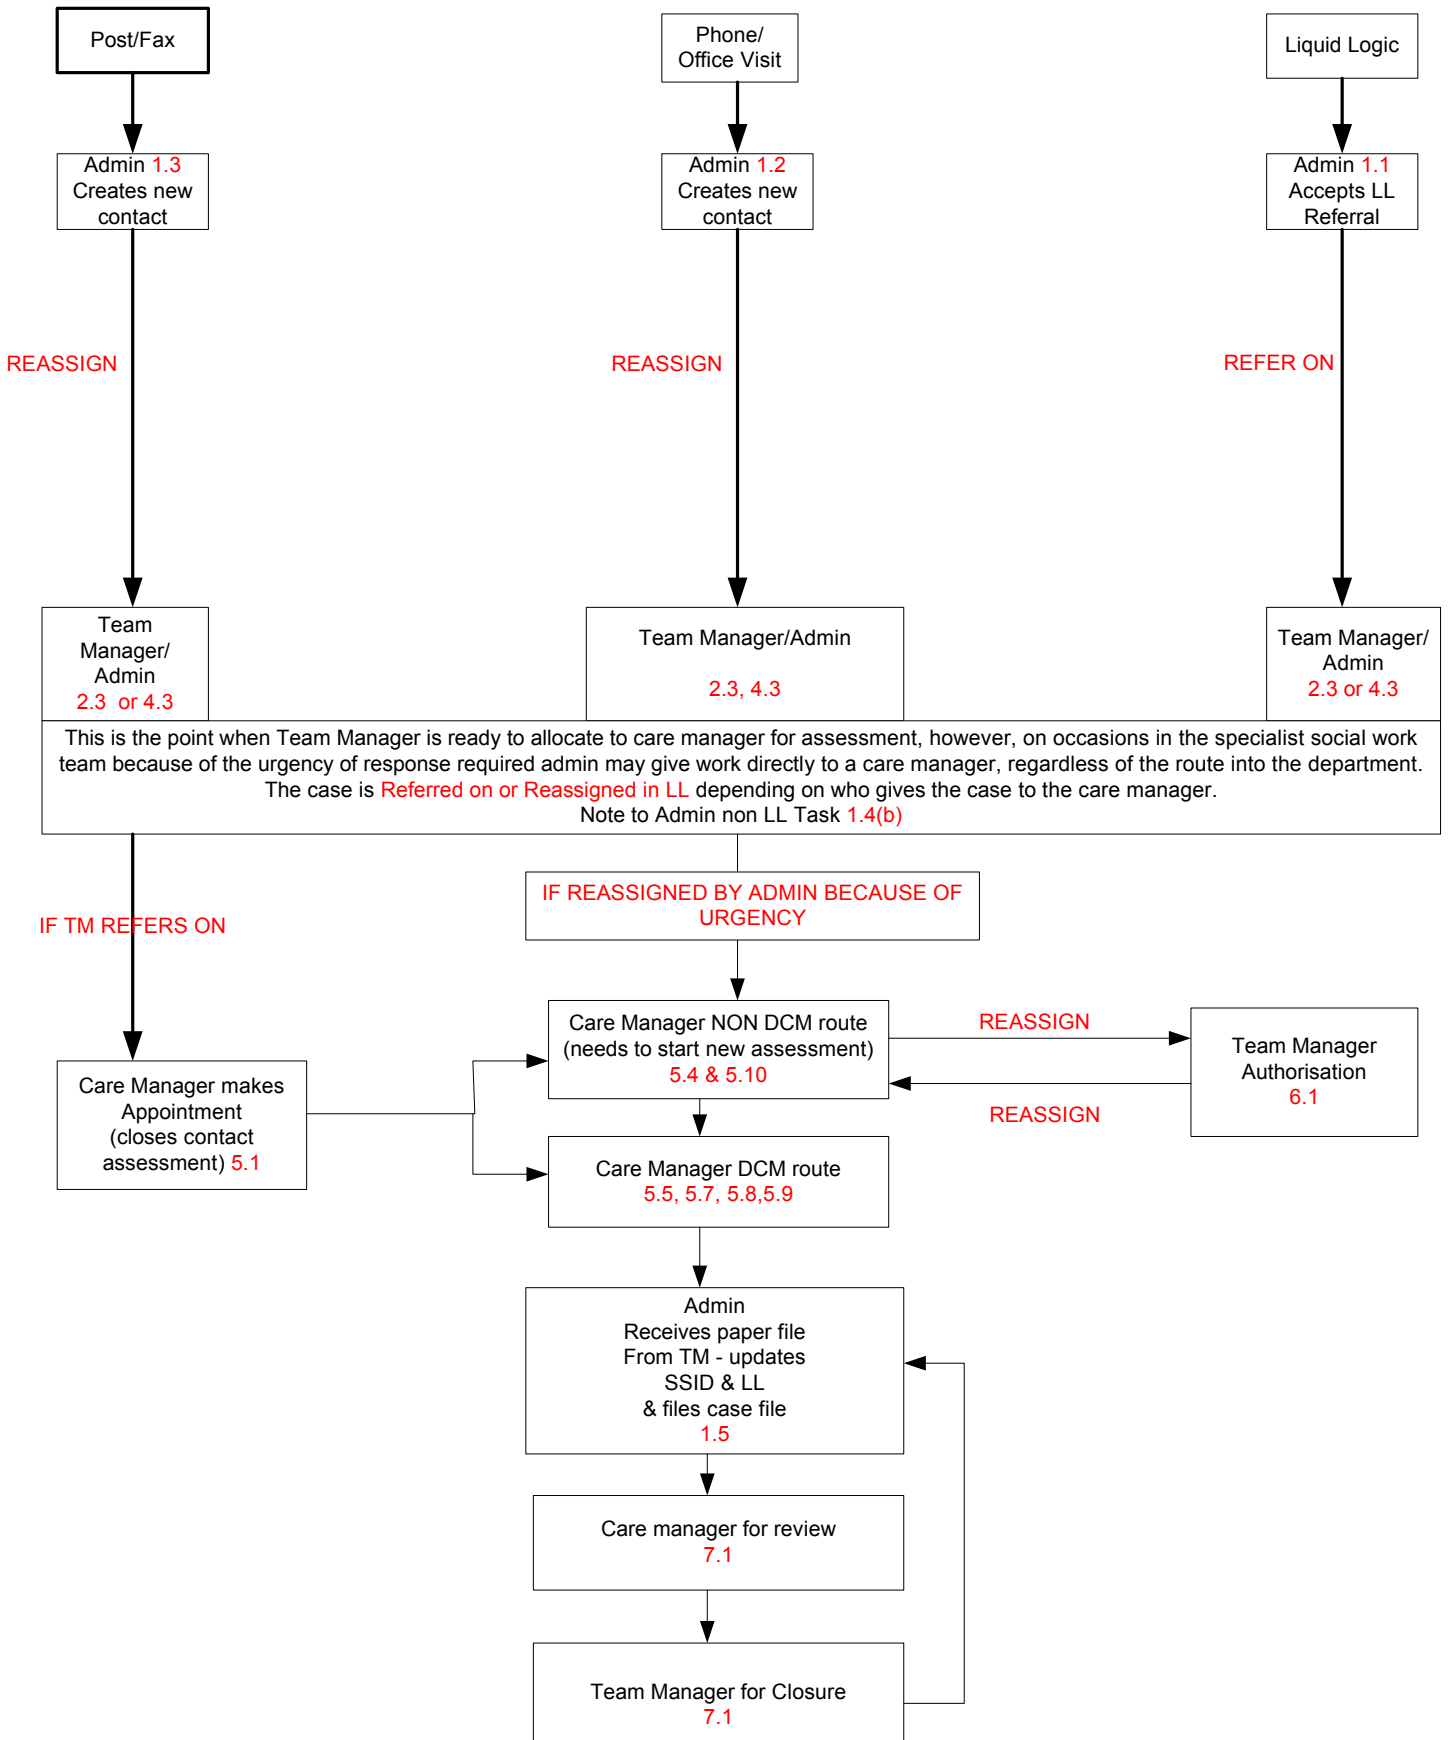 Post/Fax
Phone/
Office Visit
Liquid Logic
Admin 1.3
Creates new
contact
Admin 1.2
Creates new
contact
Admin 1.1
Accepts LL
Referral
REASSIGN
REASSIGN
REFER ON
Team
Manager/
Admin
2.3 or 4.3
Team Manager/Admin
2.3, 4.3
Team Manager/
Admin
2.3 or 4.3
This is the point when Team Manager is ready to allocate to care manager for assessment, however, on occasions in the specialist social work
team because of the urgency of response required admin may give work directly to a care manager, regardless of the route into the department.
The case is Referred on or Reassigned in LL depending on who gives the case to the care manager.
Note to Admin non LL Task 1.4(b)
IF TM REFERS ON
IF REASSIGNED BY ADMIN BECAUSE OF
URGENCY
Care Manager NON DCM route
(needs to start new assessment)
5.4 & 5.10
REASSIGN
REASSIGN
Team Manager
Authorisation
6.1
Care Manager makes
Appointment
(closes contact
assessment) 5.1
Care Manager DCM route
5.5, 5.7, 5.8,5.9
Admin
Receives paper file
From TM - updates
SSID & LL
& files case file
1.5
Care manager for review
7.1
Team Manager for Closure
7.1